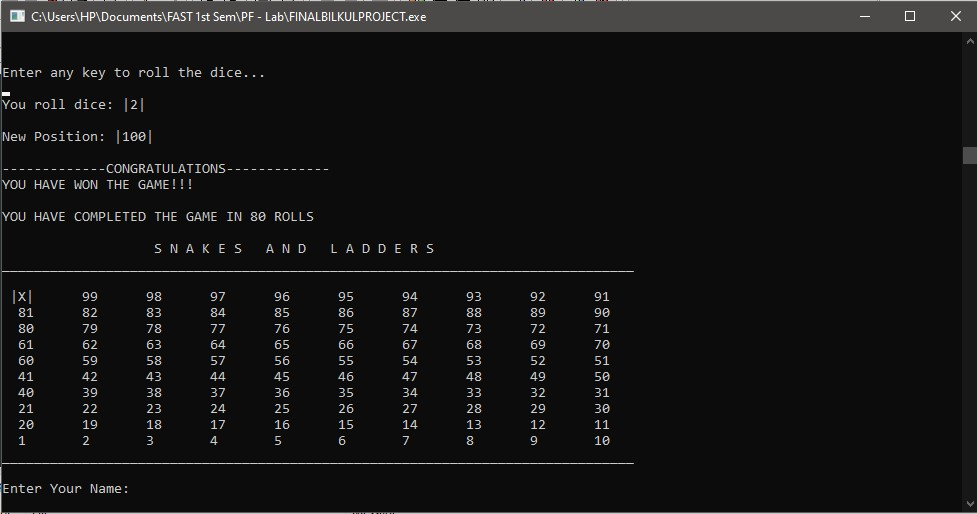 C:\Users\HP\Documents\FAST 1st Sem\PF - Lab\FINALBILKULPROJECT.exe
Enter any key to roll the dice...
You roll dice: |2|
New Position: |100|
-------------CONGRATULATIONS-------------
YOU HAVE WON THE GAME!!!
YOU HAVE COMPLETED THE GAME IN 80 ROLLS
S N A K E S   A N D   L A D D E R S
|X| 99 98 97 96 95 94 93 92 91
81 82 83 84 85 86 87 88 89 90
80 79 78 77 76 75 74 73 72 71
61 62 63 64 65 66 67 68 69 70
60 59 58 57 56 55 54 53 52 51
41 42 43 44 45 46 47 48 49 50
40 39 38 37 36 35 34 33 32 31
21 22 23 24 25 26 27 28 29 30
20 19 18 17 16 15 14 13 12 11
1 2 3 4 5 6 7 8 9 10
Enter Your Name: